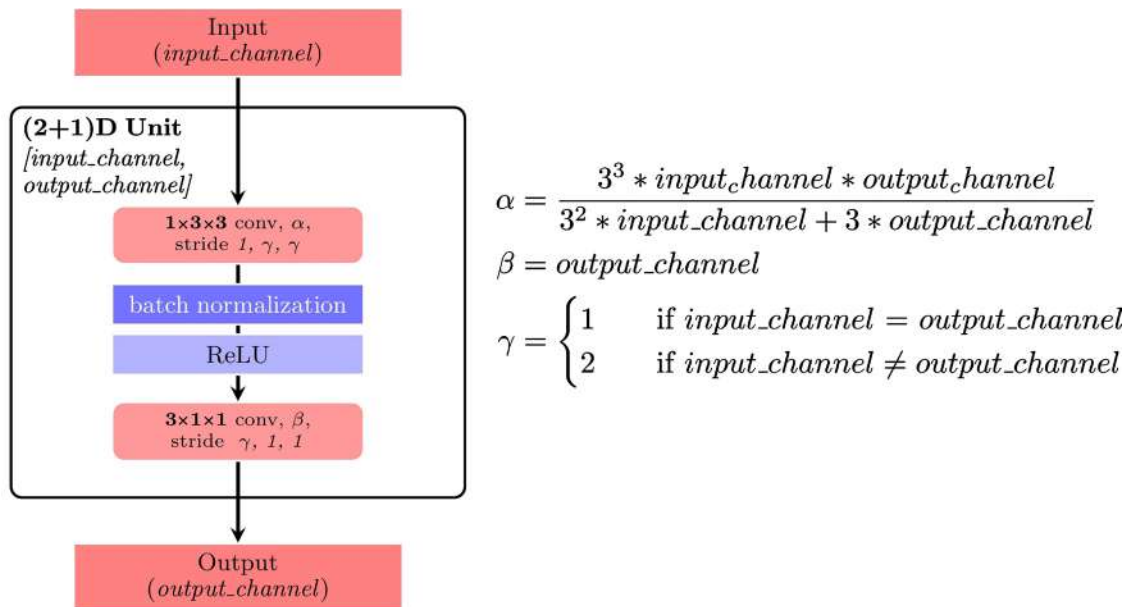 Input
(input_channel)
(2+1)D Unit
[input_channel,
output_channel]
1×3×3 conv, α,
stride 1, γ, γ
batch normalization
ReLU
3×1×1 conv, β,
stride γ, 1, 1
Output
(output_channel)
α = 3³ * input_channel * output_channel
3² * input_channel + 3 * output_channel
β = output_channel
γ = { 1 if input_channel = output_channel
2 if input_channel ≠ output_channel